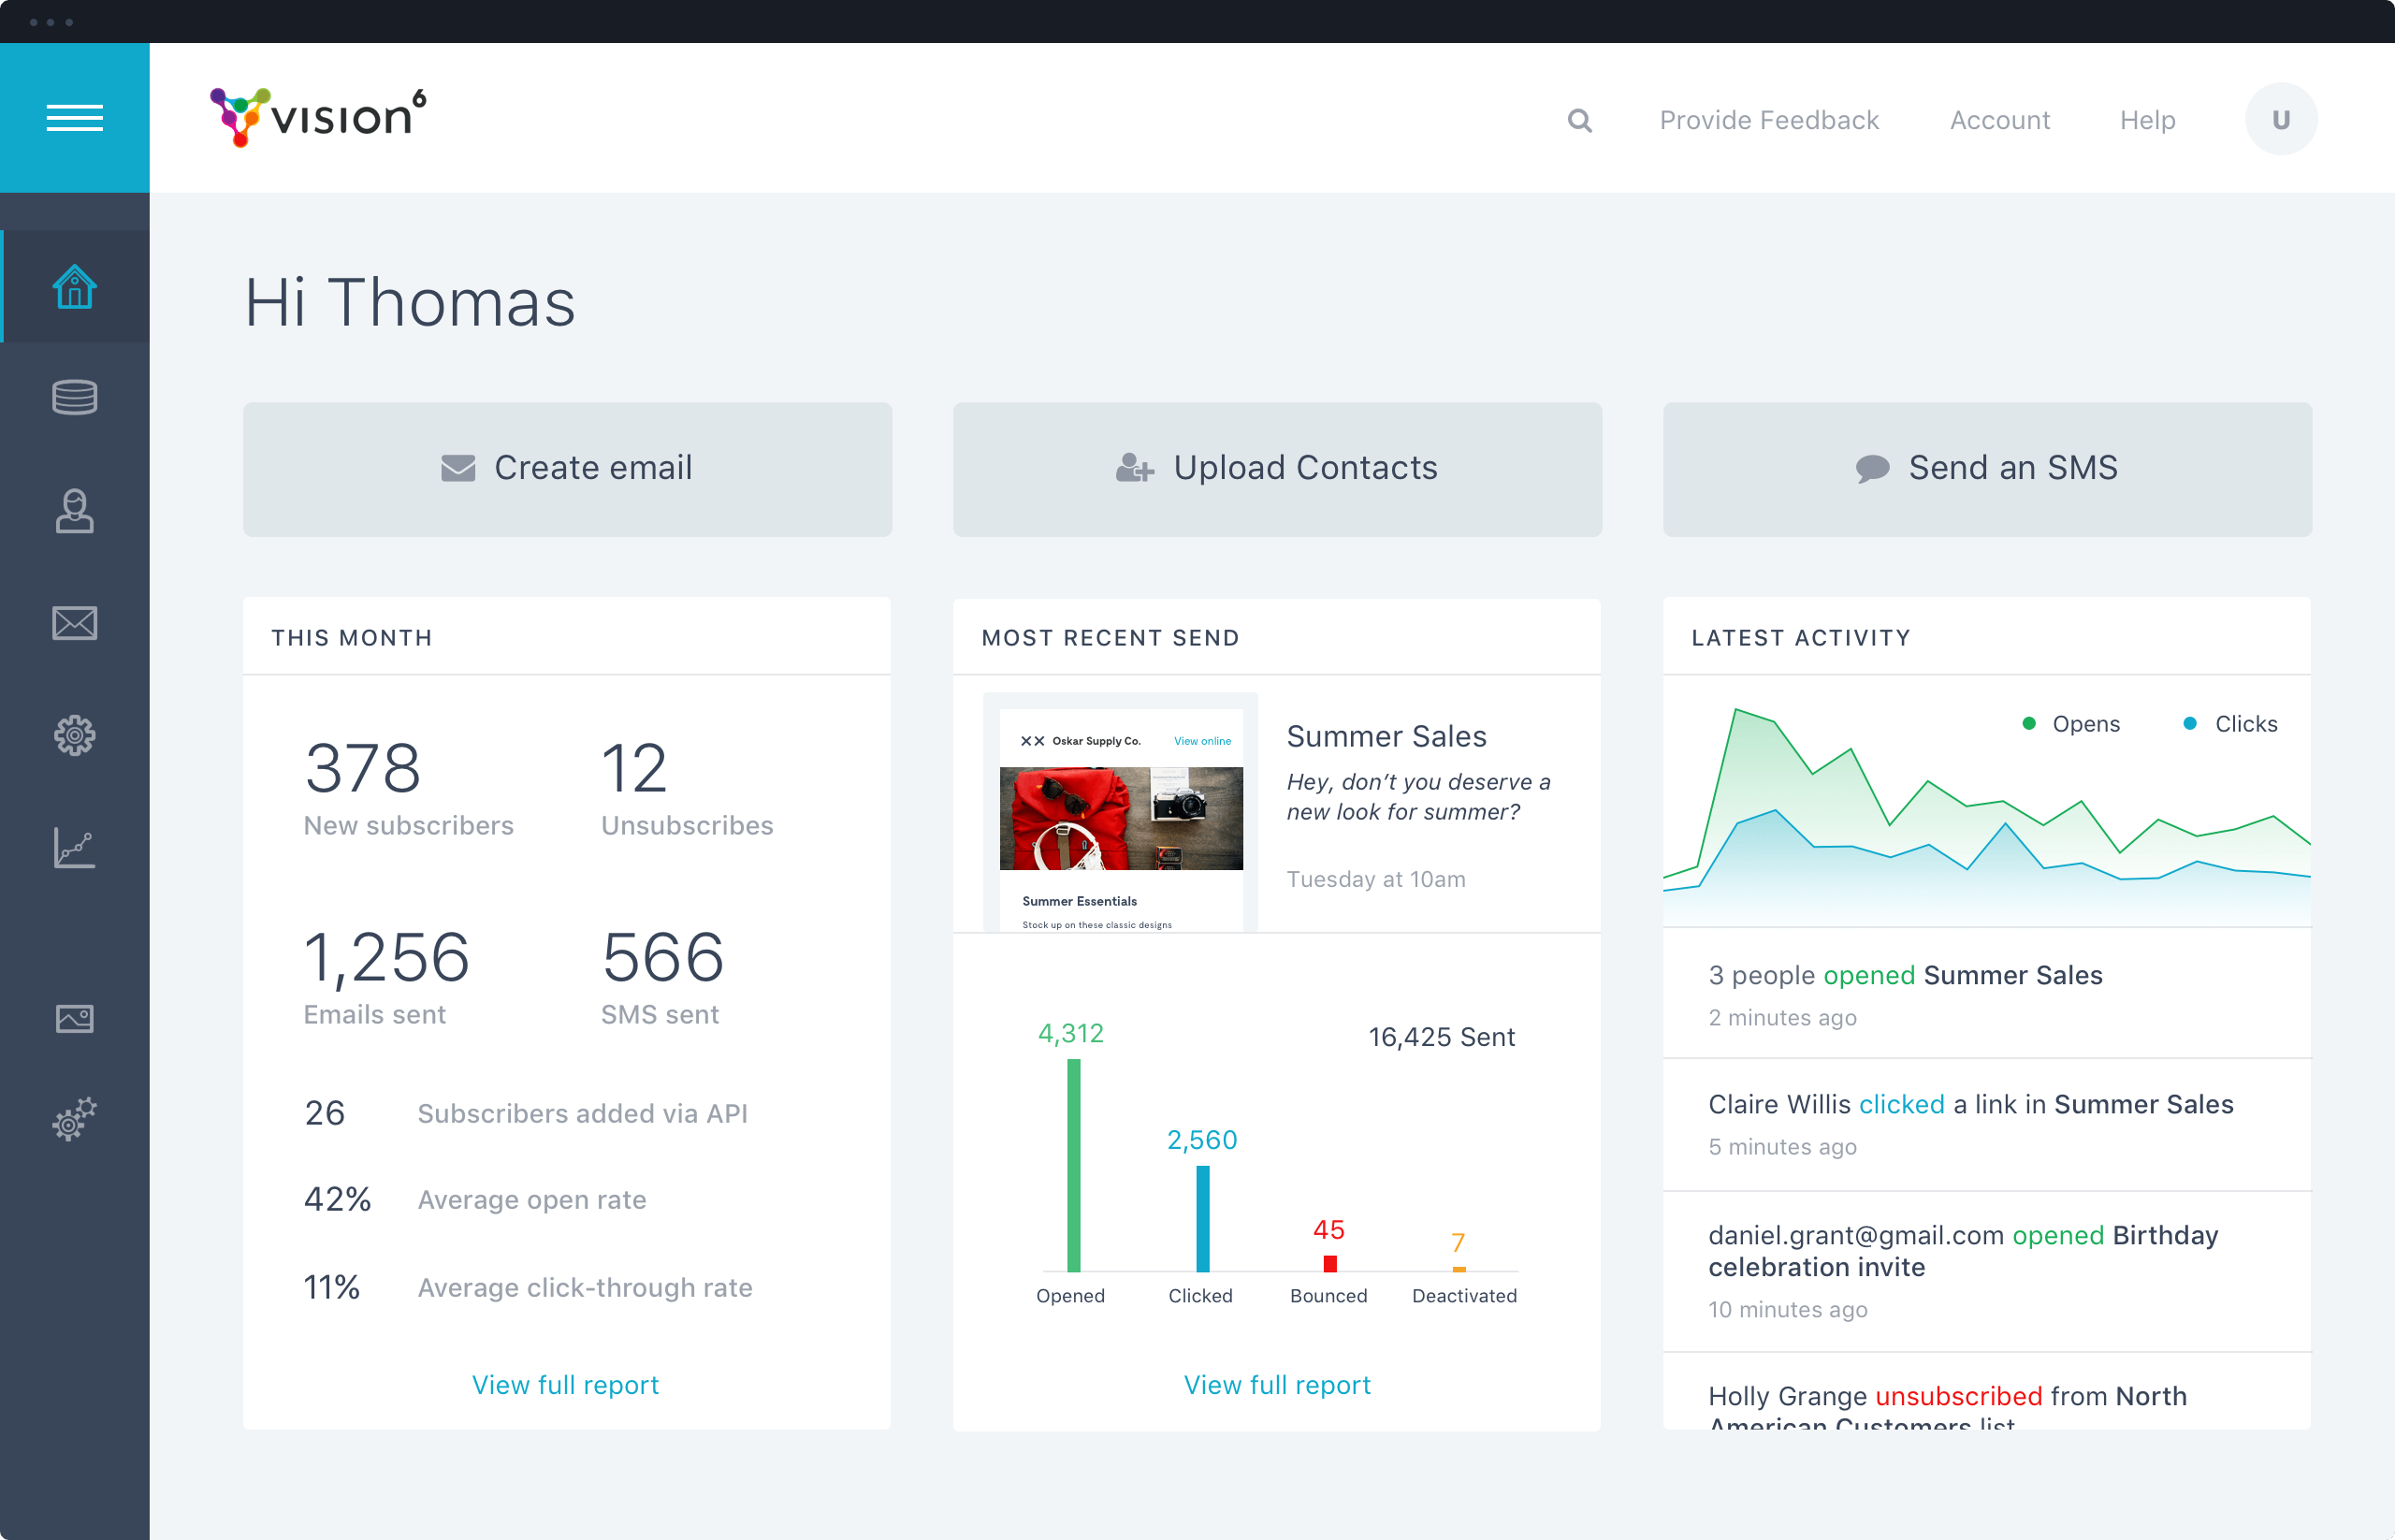 vision6
Provide Feedback
Account
Help
U
Hi Thomas
Create email
Upload Contacts
Send an SMS
THIS MONTH
378
New subscribers
12
Unsubscribes
1,256
Emails sent
566
SMS sent
26
Subscribers added via API
42%
Average open rate
11%
Average click-through rate
View full report
MOST RECENT SEND
XX Oskar Supply Co.
View online
Summer Essentials
Stock up on these classic designs
Summer Sales
Hey, don’t you deserve a
new look for summer?
Tuesday at 10am
16,425 Sent
4,312
2,560
45
7
Opened
Clicked
Bounced
Deactivated
View full report
LATEST ACTIVITY
Opens
Clicks
3 people opened Summer Sales
2 minutes ago
Claire Willis clicked a link in Summer Sales
5 minutes ago
daniel.grant@gmail.com opened Birthday
celebration invite
10 minutes ago
Holly Grange unsubscribed from North
American Customers list